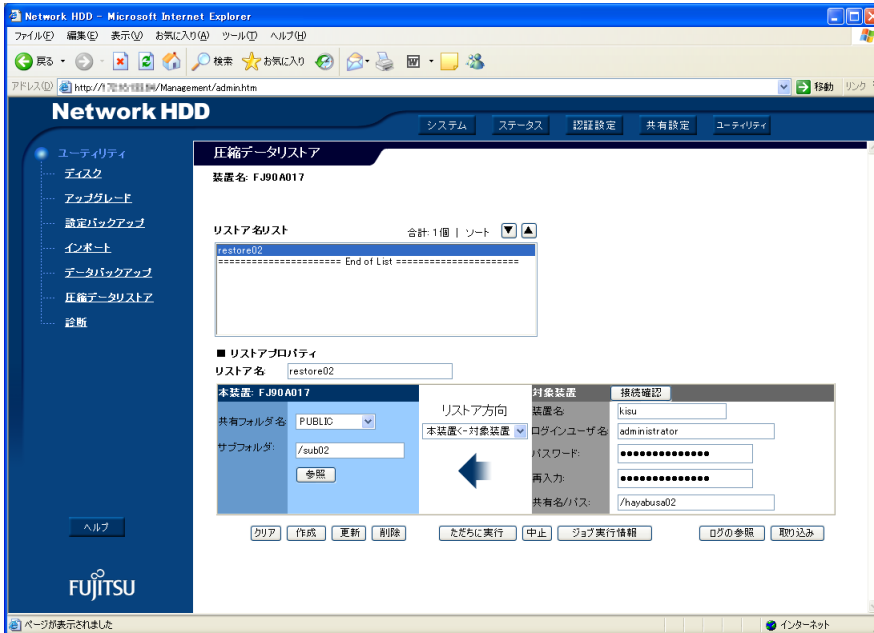 Network HDD - Microsoft Internet Explorer
ファイル(F) 編集(E) 表示(V) お気に入り(A) ツール(T) ヘルプ(H)
戻る 検索 お気に入り
アドレス(D) /Management/admin.htm 移動 リンク
Network HDD
システム ステータス 認証設定 共有設定 ユーティリティ
ユーティリティ
ディスク
アップグレード
設定バックアップ
インポート
データバックアップ
圧縮データリストア
診断
ヘルプ
FUJITSU
圧縮データリストア
装置名: FJ90A017
リストア名リスト 合計: 1個 | ソート ▼ ▲
restore02
====================== End of List ======================
■ リストアプロパティ
リストア名: restore02
本装置: FJ90A017
共有フォルダ名: PUBLIC
サブフォルダ: /sub02
参照
リストア方向
本装置<-対象装置
対象装置 接続確認
装置名: kisu
ログインユーザ名: administrator
パスワード: ●●●●●●●●●●●●●●
再入力: ●●●●●●●●●●●●●●
共有名/パス: /hayabusa02
クリア 作成 更新 削除 ただちに実行 中止 ジョブ実行情報 ログの参照 取り込み
ページが表示されました インターネット